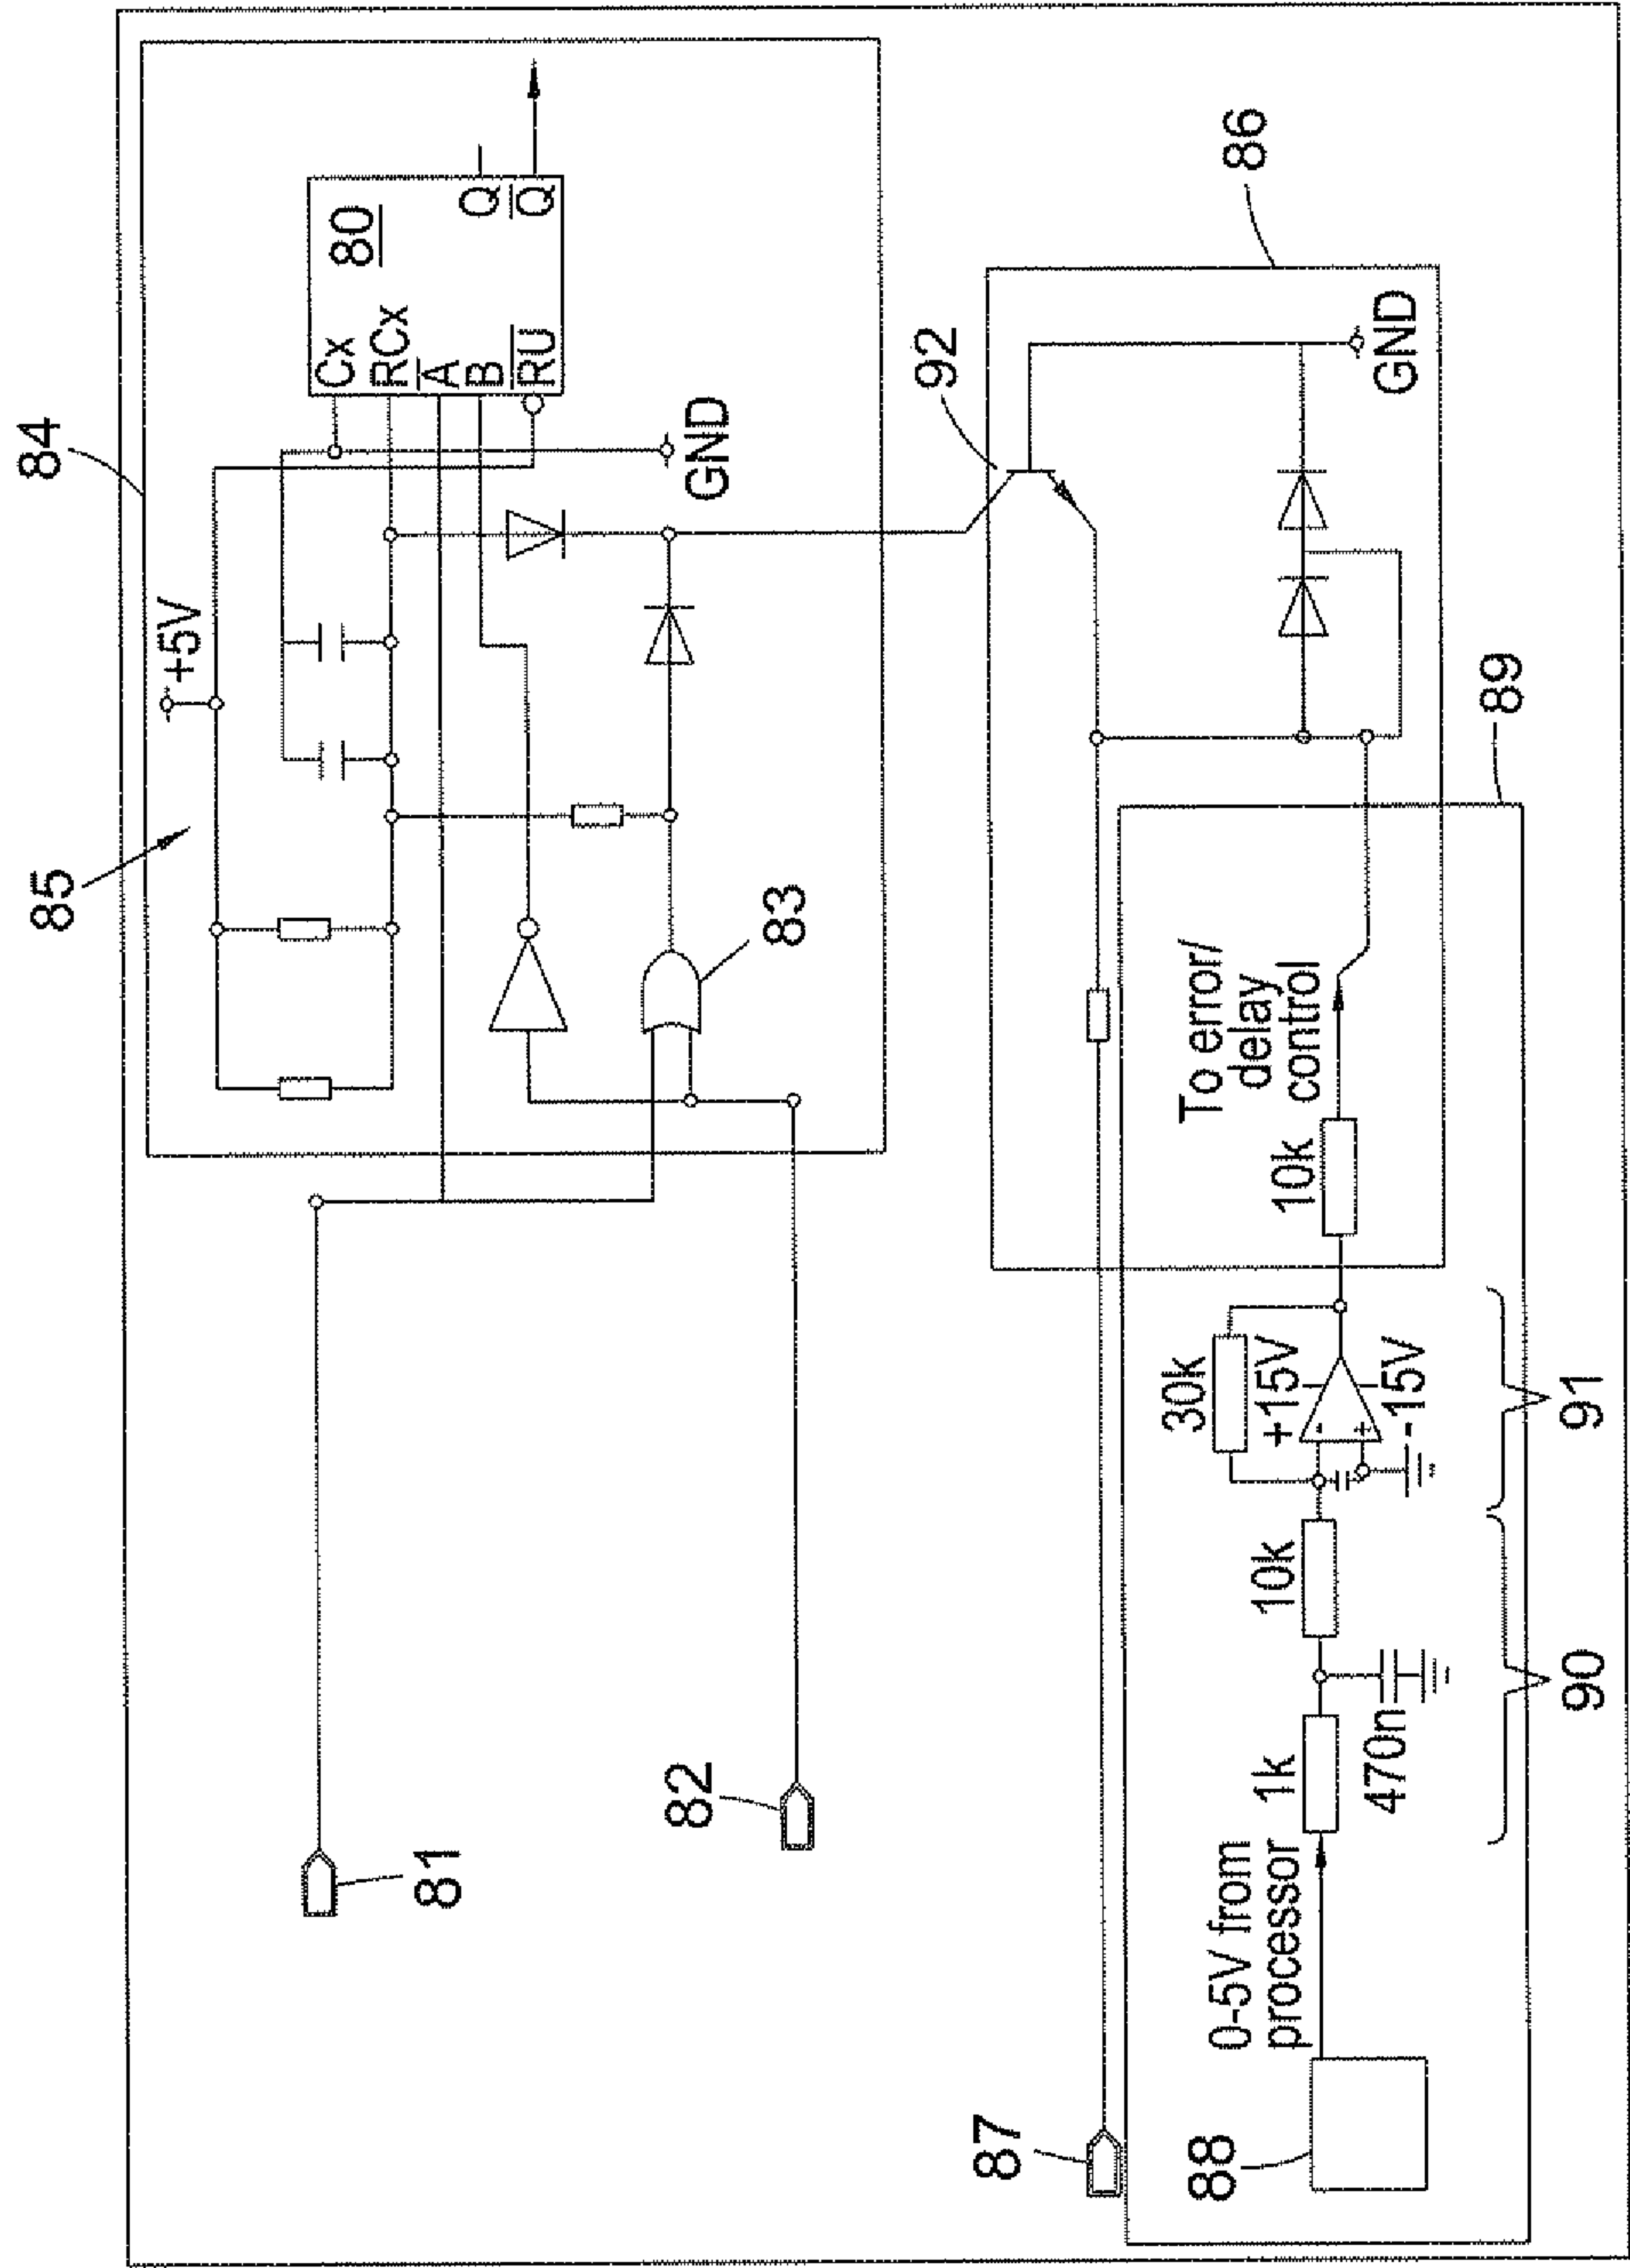 84
85
+5V
80
Cx
RCx
A
B
RU
Q
Q
GND
83
81
82
92
86
GND
87
88
0-5V from
processor
1k
470n
10k
30k
+15V
-15V
10k
To error/
delay
control
89
90
91